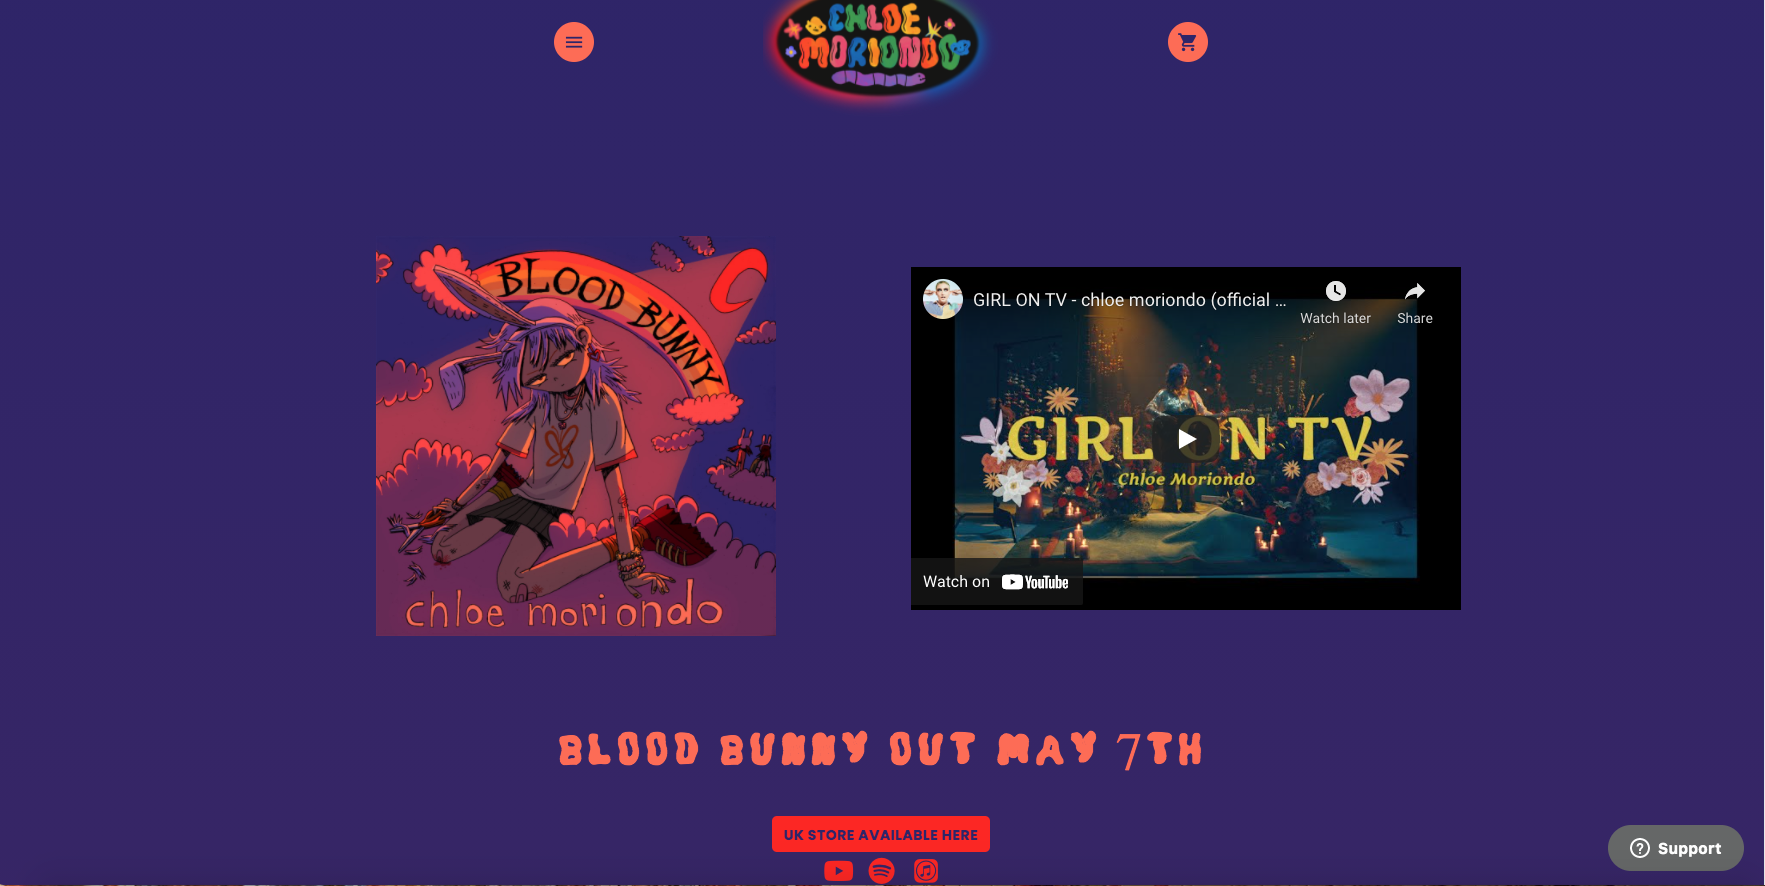 CHLOE
MORIONDO
BLOOD BUNNY
chloe moriondo
GIRL ON TV - chloe moriondo (official ...
Watch later
Share
GIRL ON TV
Chloe Moriondo
Watch on YouTube
BLOOD BUNNY OUT MAY 7TH
UK STORE AVAILABLE HERE
Support